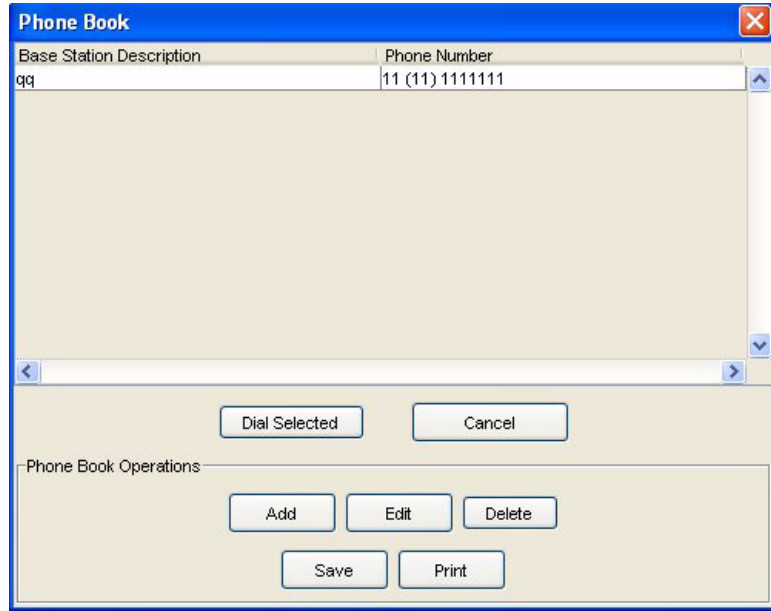 Phone Book
Base Station Description Phone Number
qq 11 (11) 1111111
Dial Selected Cancel
Phone Book Operations
Add Edit Delete
Save Print